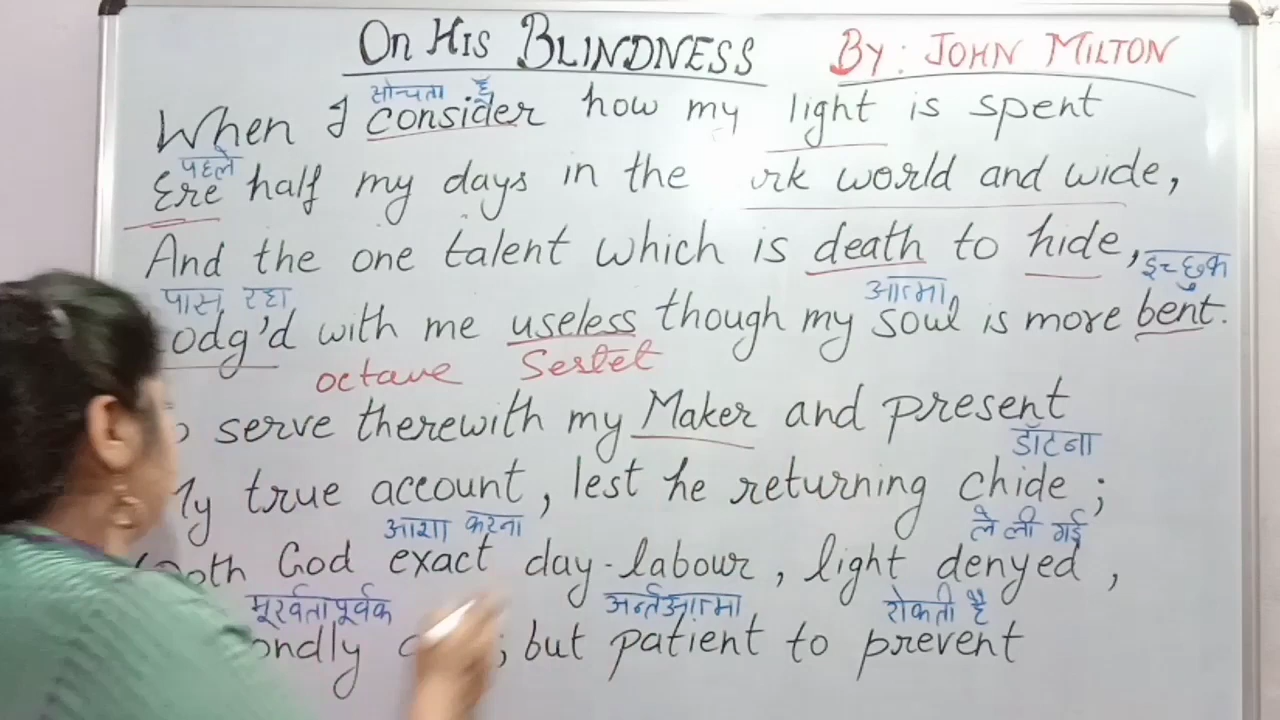 On His BLINDNESS By: JOHN MILTON
सोन्चता है
When I consider how my light is spent
पहले
Ere half my days in the world and wide,
And the one talent which is death to hide,
पास रहा आत्मा इच्छुक
odg'd with me useless though my soul is more bent.
octave Sestet
serve therewith my Maker and present
डाँटना
My true account, lest he returning chide;
आशा करना ले ली गई
oth God exact day-labour, light denyed,
मूर्खतापूर्वक अर्न्तआत्मा रोकती है
ondly ; but patient to prevent